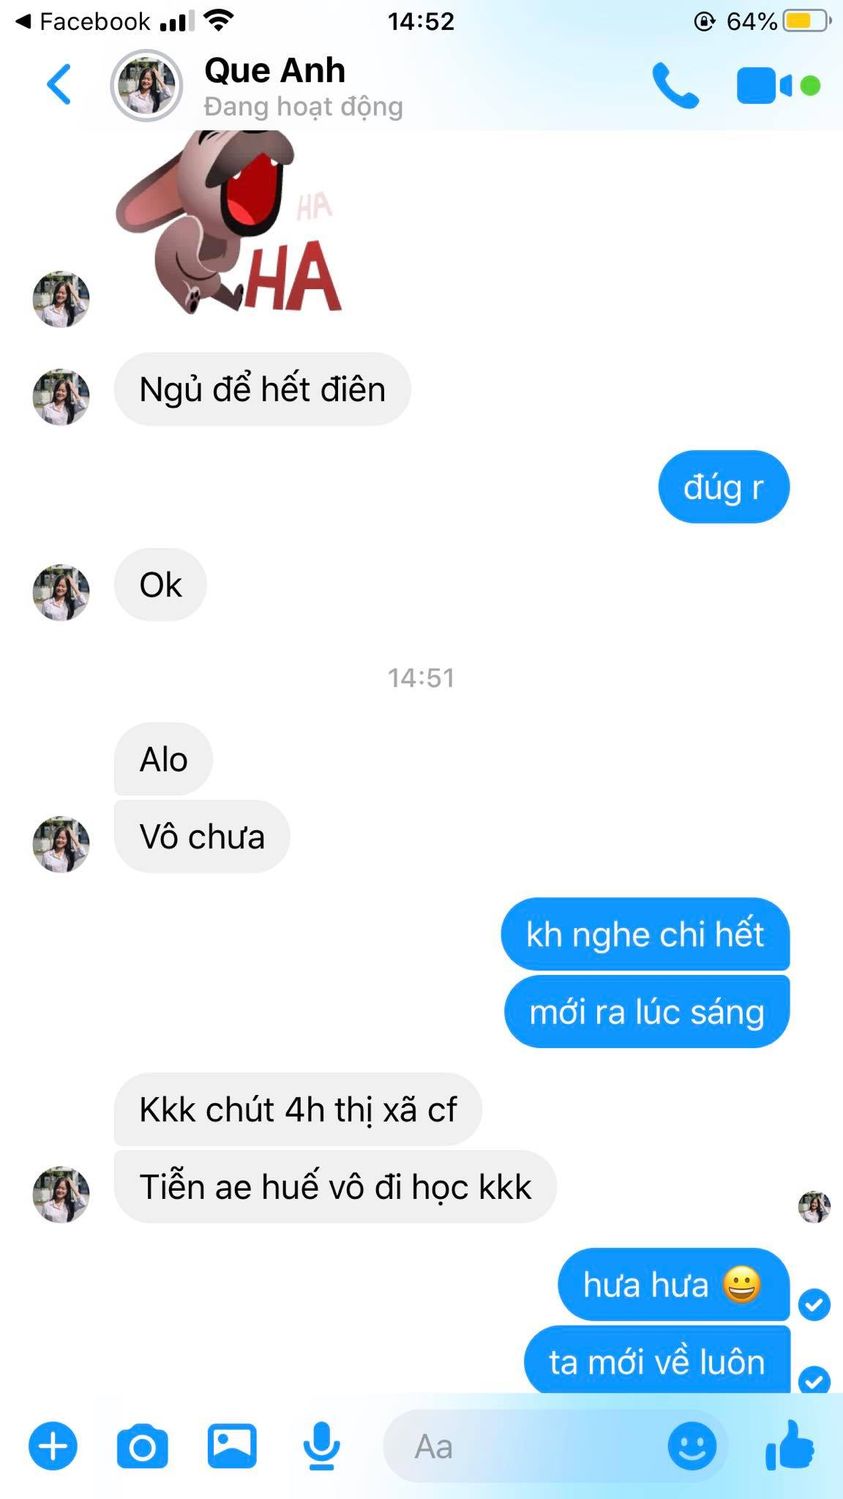 Facebook 14:52 64%
Que Anh
Đang hoạt động
HA
HA
Ngủ để hết điên
đúg r
Ok
14:51
Alo
Vô chưa
kh nghe chi hết
mới ra lúc sáng
Kkk chút 4h thị xã cf
Tiễn ae huế vô đi học kkk
hưa hưa 😀
ta mới về luôn
Aa